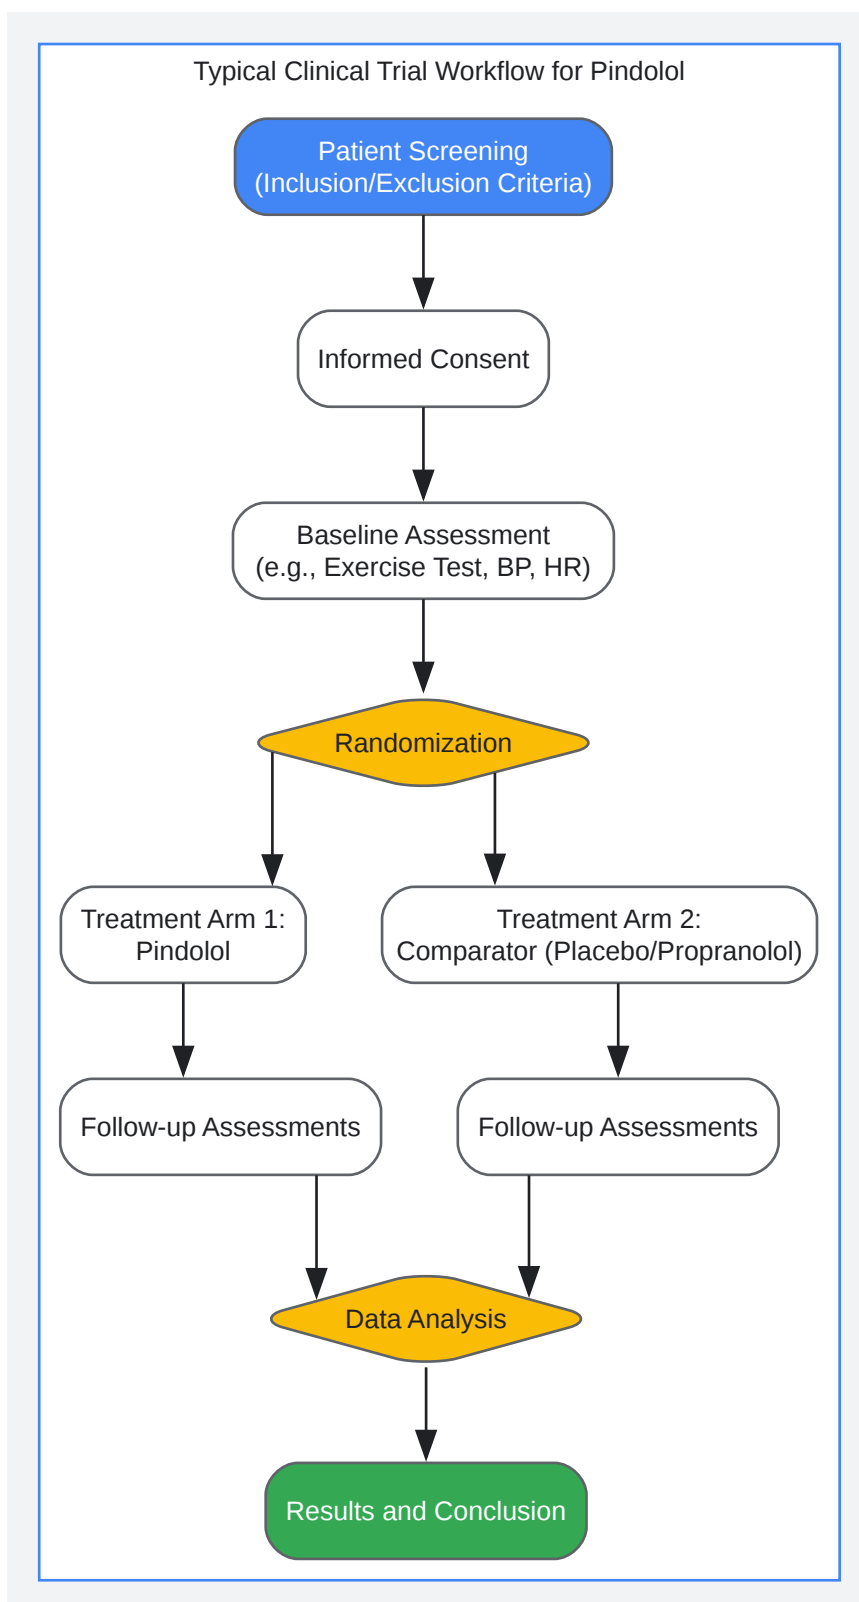 Typical Clinical Trial Workflow for Pindolol
Patient Screening
(Inclusion/Exclusion Criteria)
Informed Consent
Baseline Assessment
(e.g., Exercise Test, BP, HR)
Randomization
Treatment Arm 1:
Pindolol
Treatment Arm 2:
Comparator (Placebo/Propranolol)
Follow-up Assessments
Follow-up Assessments
Data Analysis
Results and Conclusion